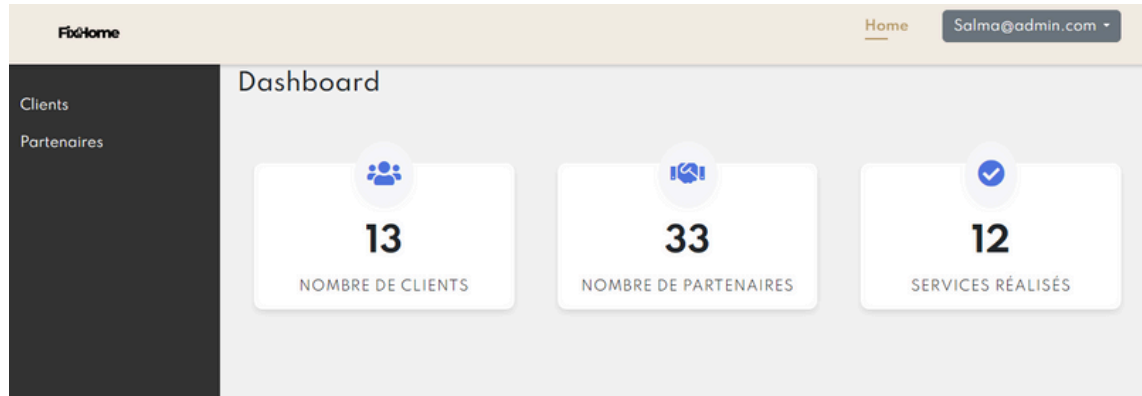 FixHome
Home
Salma@admin.com
Clients
Partenaires
Dashboard
13
NOMBRE DE CLIENTS
33
NOMBRE DE PARTENAIRES
12
SERVICES RÉALISÉS